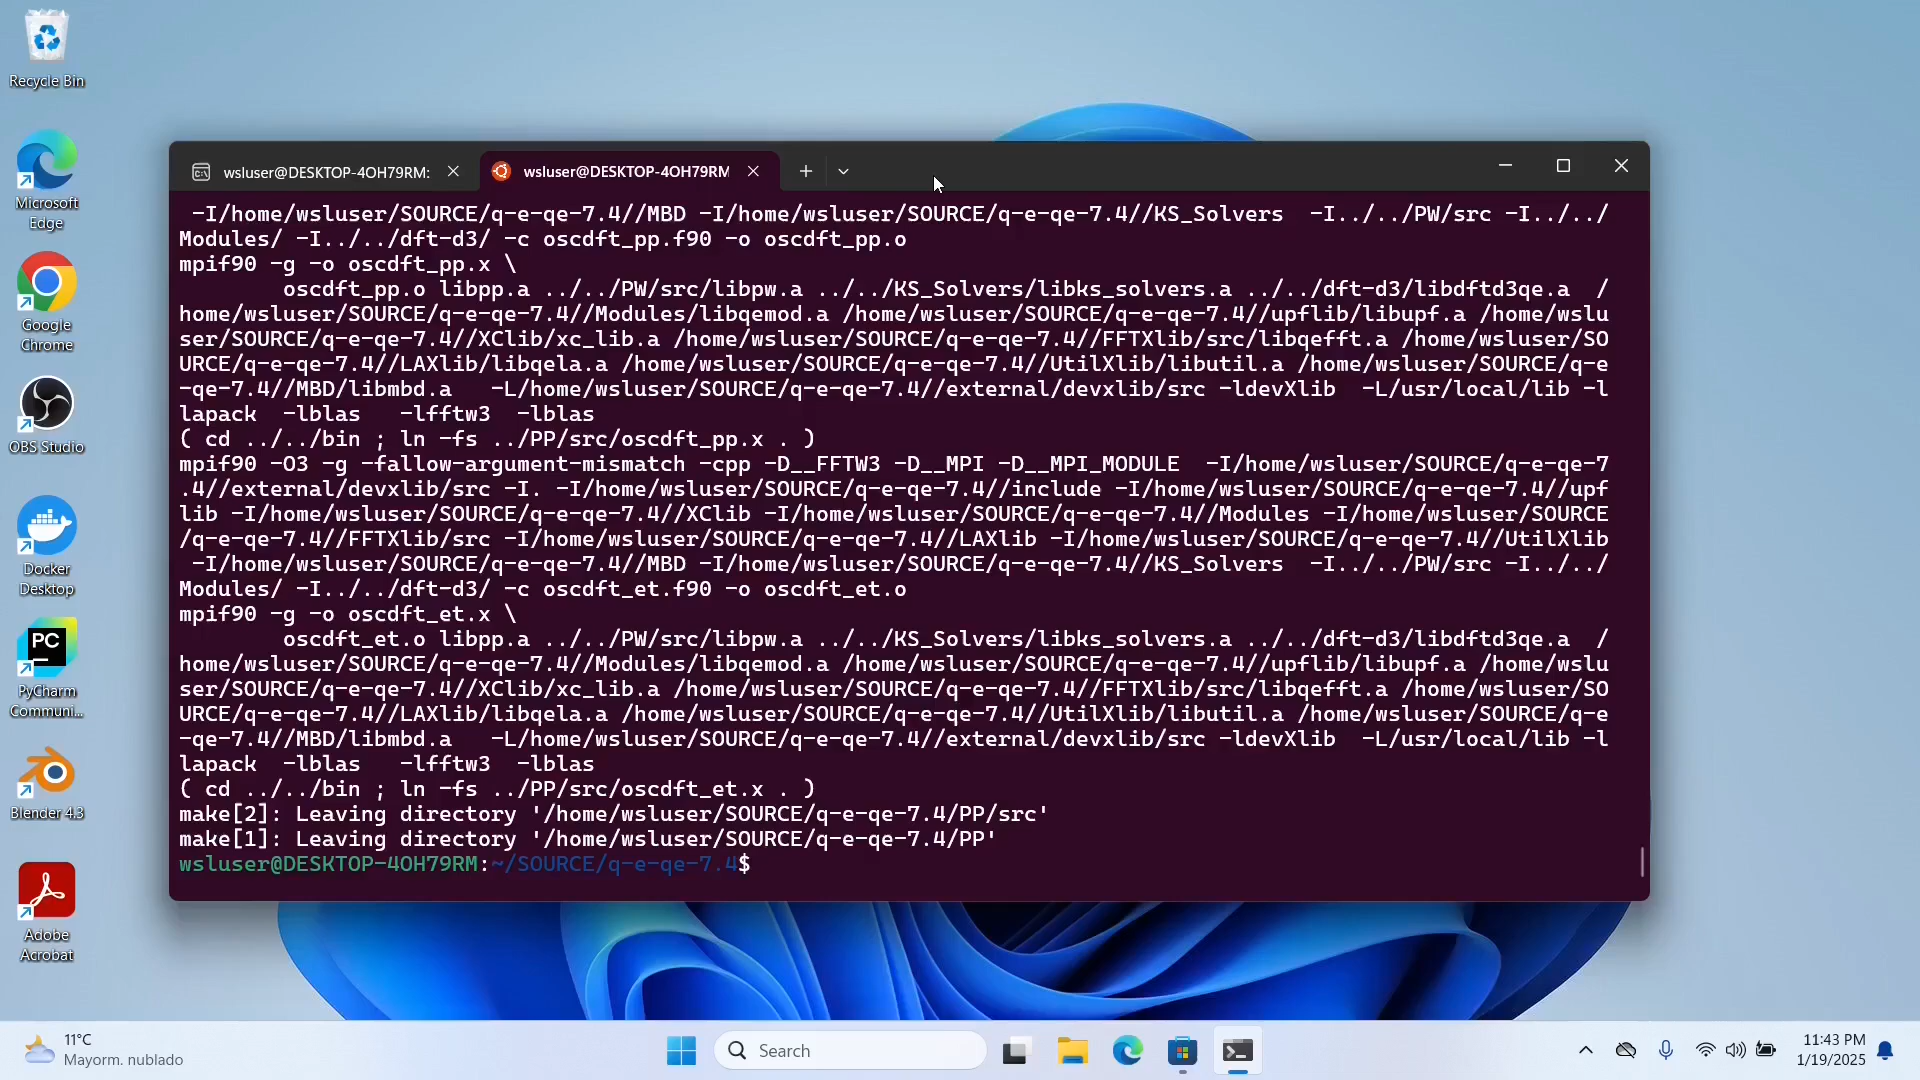 Recycle Bin
Microsoft
Edge
Google
Chrome
OBS Studio
Docker
Desktop
PC
PyCharm
Communi...
Blender 4.3
Adobe
Acrobat
wsluser@DESKTOP-4OH79RM:
wsluser@DESKTOP-4OH79RM
 -I/home/wsluser/SOURCE/q-e-qe-7.4//MBD -I/home/wsluser/SOURCE/q-e-qe-7.4//KS_Solvers  -I../../PW/src -I../../
Modules/ -I../../dft-d3/ -c oscdft_pp.f90 -o oscdft_pp.o
mpif90 -g -o oscdft_pp.x \
        oscdft_pp.o libpp.a ../../PW/src/libpw.a ../../KS_Solvers/libks_solvers.a ../../dft-d3/libdftd3qe.a  /
home/wsluser/SOURCE/q-e-qe-7.4//Modules/libqemod.a /home/wsluser/SOURCE/q-e-qe-7.4//upflib/libupf.a /home/wslu
ser/SOURCE/q-e-qe-7.4//XClib/xc_lib.a /home/wsluser/SOURCE/q-e-qe-7.4//FFTXlib/src/libqefft.a /home/wsluser/SO
URCE/q-e-qe-7.4//LAXlib/libqela.a /home/wsluser/SOURCE/q-e-qe-7.4//UtilXlib/libutil.a /home/wsluser/SOURCE/q-e
-qe-7.4//MBD/libmbd.a   -L/home/wsluser/SOURCE/q-e-qe-7.4//external/devxlib/src -ldevXlib  -L/usr/local/lib -l
lapack  -lblas   -lfftw3  -lblas
( cd ../../bin ; ln -fs ../PP/src/oscdft_pp.x . )
mpif90 -O3 -g -fallow-argument-mismatch -cpp -D__FFTW3 -D__MPI -D__MPI_MODULE  -I/home/wsluser/SOURCE/q-e-qe-7
.4//external/devxlib/src -I. -I/home/wsluser/SOURCE/q-e-qe-7.4//include -I/home/wsluser/SOURCE/q-e-qe-7.4//upf
lib -I/home/wsluser/SOURCE/q-e-qe-7.4//XClib -I/home/wsluser/SOURCE/q-e-qe-7.4//Modules -I/home/wsluser/SOURCE
/q-e-qe-7.4//FFTXlib/src -I/home/wsluser/SOURCE/q-e-qe-7.4//LAXlib -I/home/wsluser/SOURCE/q-e-qe-7.4//UtilXlib
 -I/home/wsluser/SOURCE/q-e-qe-7.4//MBD -I/home/wsluser/SOURCE/q-e-qe-7.4//KS_Solvers  -I../../PW/src -I../../
Modules/ -I../../dft-d3/ -c oscdft_et.f90 -o oscdft_et.o
mpif90 -g -o oscdft_et.x \
        oscdft_et.o libpp.a ../../PW/src/libpw.a ../../KS_Solvers/libks_solvers.a ../../dft-d3/libdftd3qe.a  /
home/wsluser/SOURCE/q-e-qe-7.4//Modules/libqemod.a /home/wsluser/SOURCE/q-e-qe-7.4//upflib/libupf.a /home/wslu
ser/SOURCE/q-e-qe-7.4//XClib/xc_lib.a /home/wsluser/SOURCE/q-e-qe-7.4//FFTXlib/src/libqefft.a /home/wsluser/SO
URCE/q-e-qe-7.4//LAXlib/libqela.a /home/wsluser/SOURCE/q-e-qe-7.4//UtilXlib/libutil.a /home/wsluser/SOURCE/q-e
-qe-7.4//MBD/libmbd.a   -L/home/wsluser/SOURCE/q-e-qe-7.4//external/devxlib/src -ldevXlib  -L/usr/local/lib -l
lapack  -lblas   -lfftw3  -lblas
( cd ../../bin ; ln -fs ../PP/src/oscdft_et.x . )
make[2]: Leaving directory '/home/wsluser/SOURCE/q-e-qe-7.4/PP/src'
make[1]: Leaving directory '/home/wsluser/SOURCE/q-e-qe-7.4/PP'
wsluser@DESKTOP-4OH79RM:~/SOURCE/q-e-qe-7.4$
11°C
Mayorm. nublado
Search
11:43 PM
1/19/2025